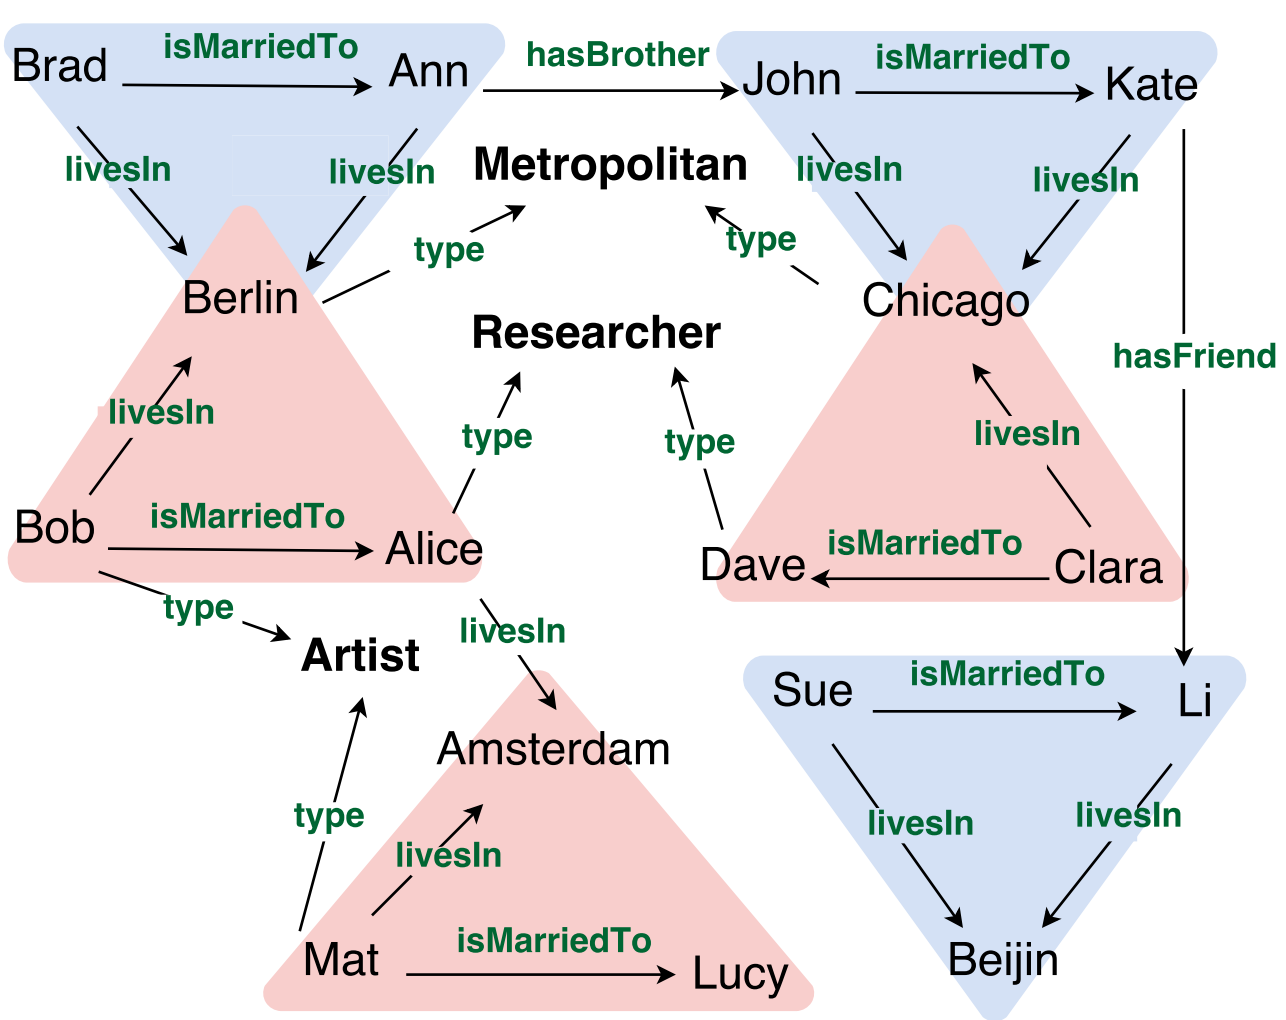 Brad
isMarriedTo
Ann
hasBrother
John
isMarriedTo
Kate
livesIn
livesIn
Metropolitan
livesIn
livesIn
type
type
Berlin
Chicago
Researcher
hasFriend
livesIn
type
type
livesIn
Bob
isMarriedTo
Alice
Dave
isMarriedTo
Clara
type
livesIn
Artist
Sue
isMarriedTo
Li
Amsterdam
type
livesIn
livesIn
livesIn
Mat
isMarriedTo
Lucy
Beijin